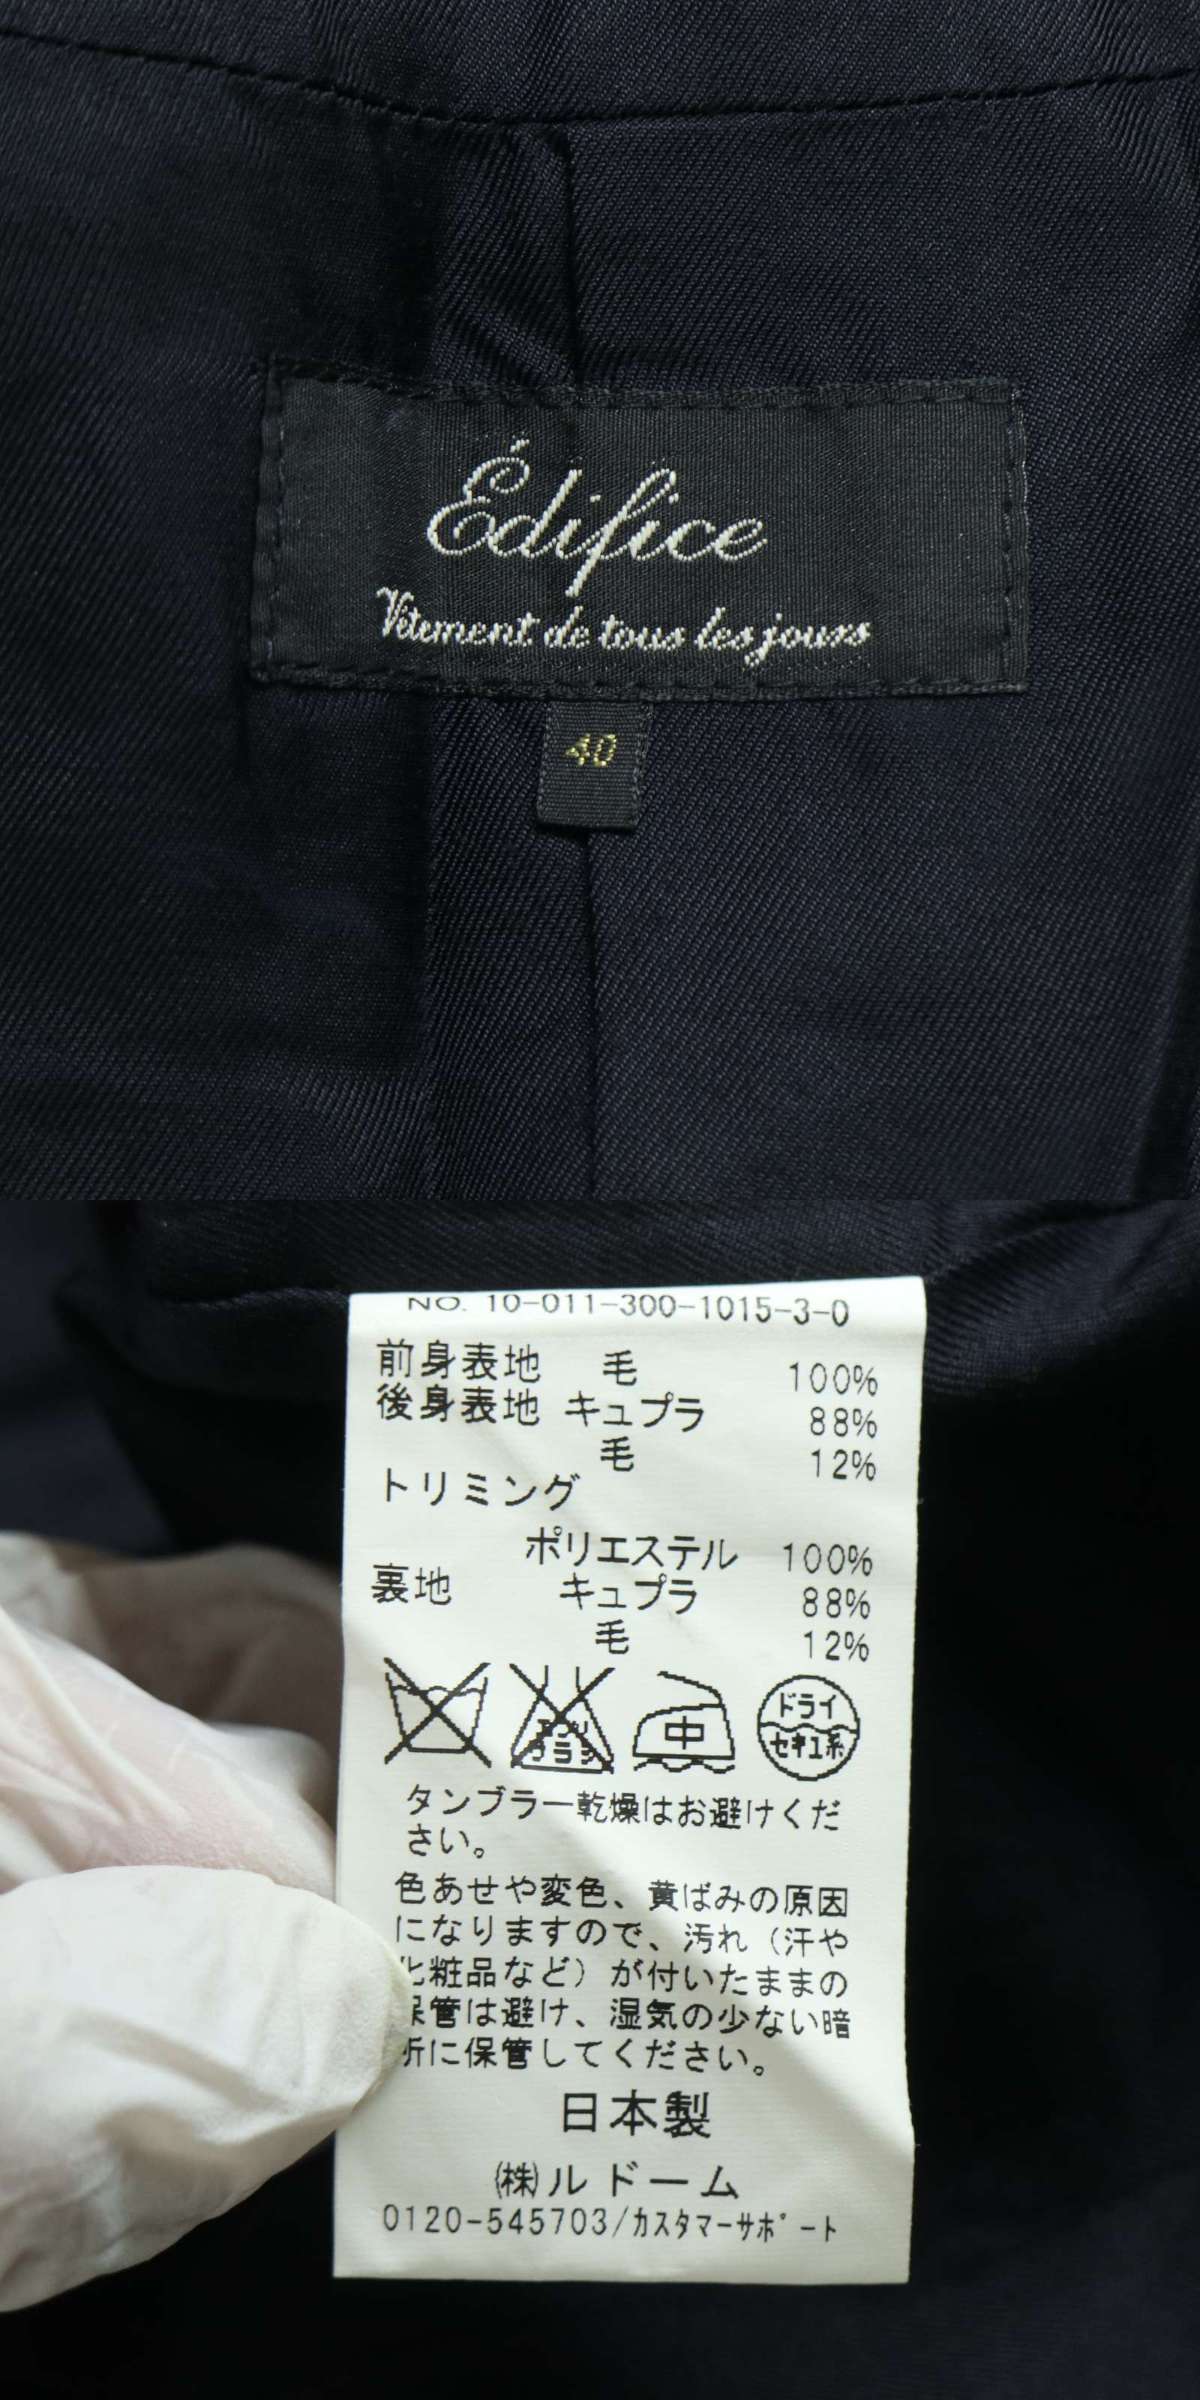 Édifice
Vêtement de tous les jours
40
NO. 10-011-300-1015-3-0
前身表地 毛 100%
後身表地 キュプラ 88%
毛 12%
トリミング
ポリエステル 100%
裏地 キュプラ 88%
毛 12%
エンソ
フラシ
中
ドライ
セキユ系
タンブラー乾燥はお避けくだ
さい。
色あせや変色、黄ばみの原因
になりますので、汚れ（汗や
化粧品など）が付いたままの
保管は避け、湿気の少ない暗
所に保管してください。
日本製
㈱ルドーム
0120-545703/ｶｽﾀﾏｰｻﾎﾟｰﾄ